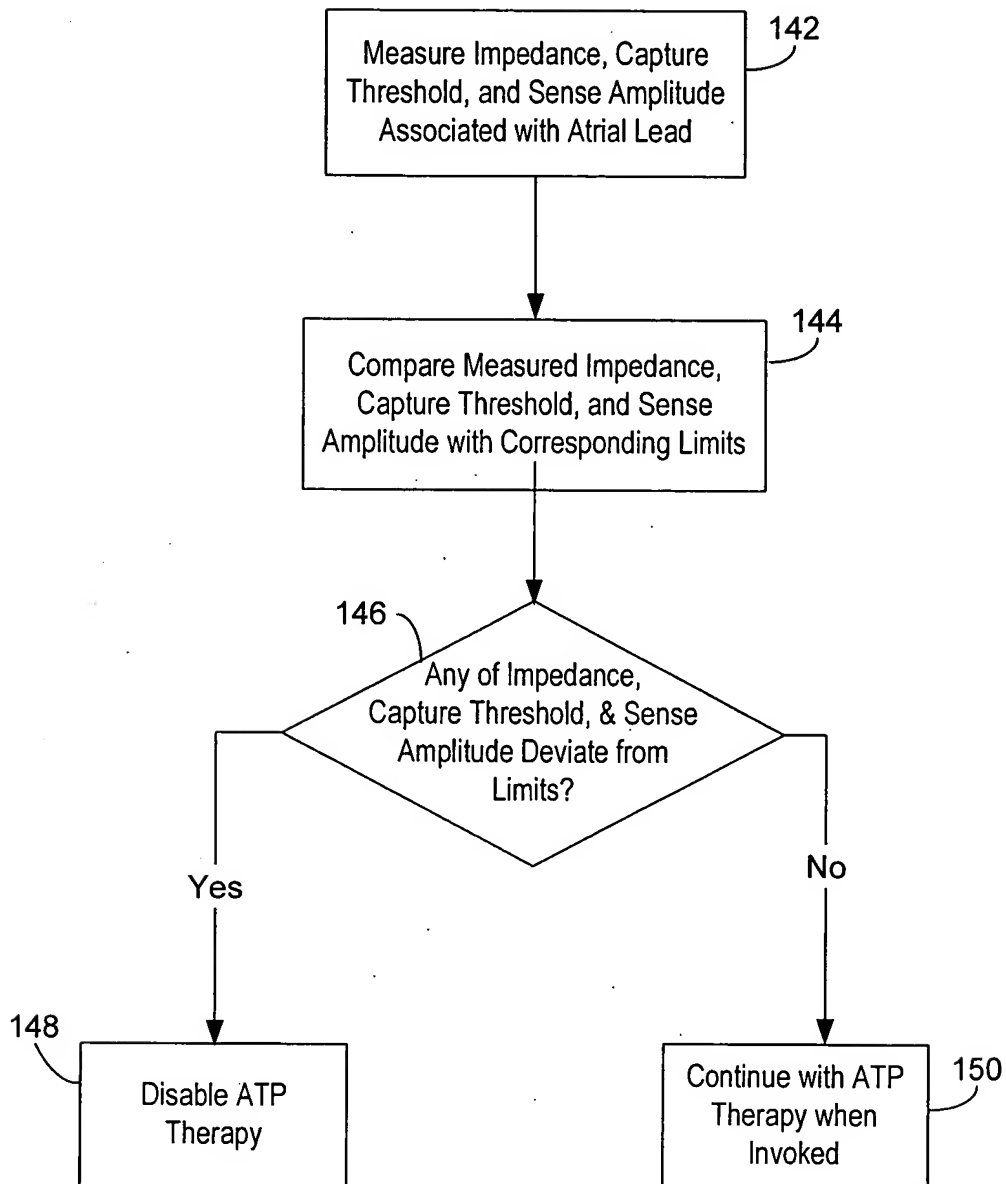 142
Measure Impedance, Capture
Threshold, and Sense Amplitude
Associated with Atrial Lead
144
Compare Measured Impedance,
Capture Threshold, and Sense
Amplitude with Corresponding Limits
146
Any of Impedance,
Capture Threshold, & Sense
Amplitude Deviate from
Limits?
Yes
No
148
Disable ATP
Therapy
Continue with ATP
Therapy when
Invoked
150